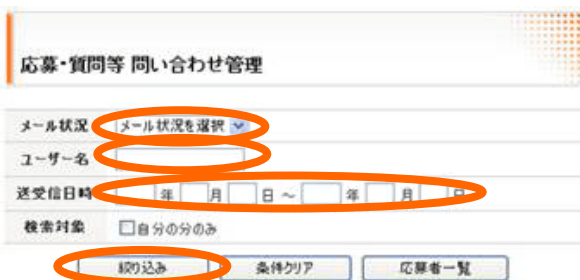 応募・質問等 問い合わせ管理
メール状況 メール状況を選択
ユーザー名
送受信日時 年 月 日 ~ 年 月 日
検索対象 自分の分のみ
絞り込み 条件クリア 応募者一覧